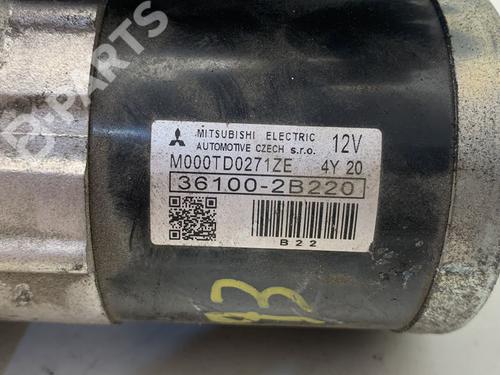 B-PARTS
MITSUBISHI ELECTRIC 12V
AUTOMOTIVE CZECH s.r.o.
M000TD0271ZE 4Y 20
36100-2B220
B22